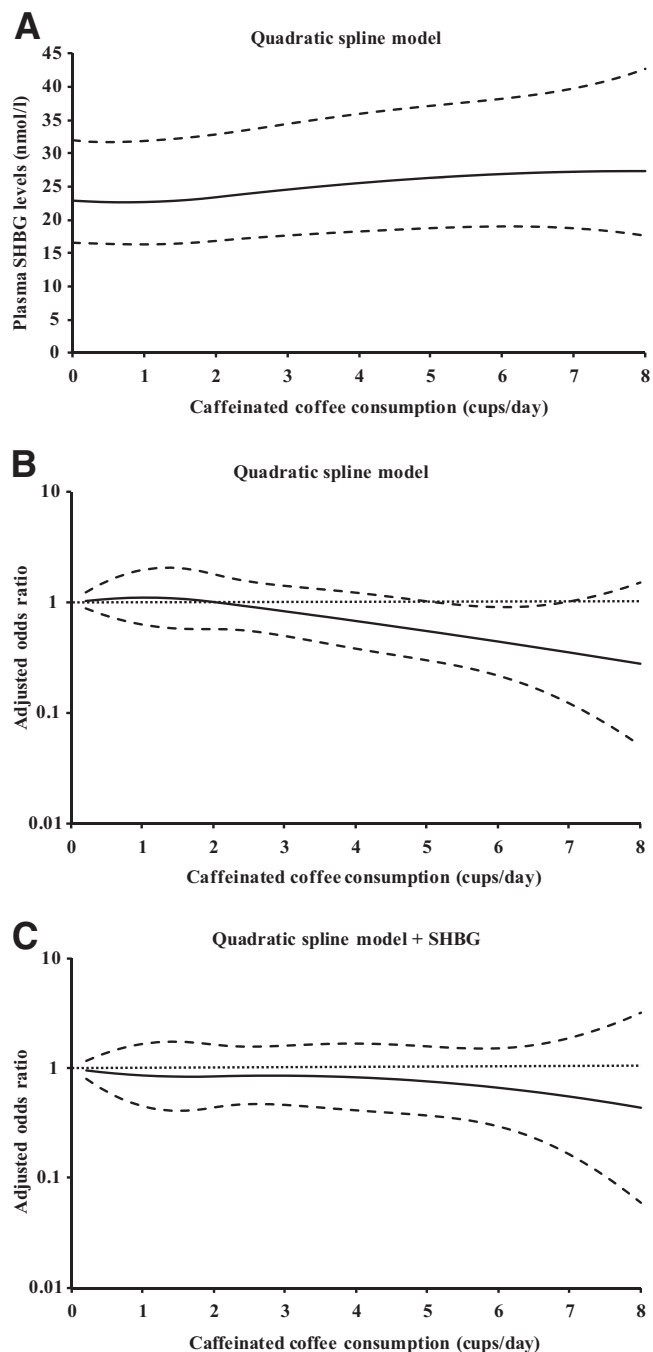 A
Quadratic spline model
45
40
35
30
25
20
15
10
5
0
Plasma SHBG levels (nmol/l)
0 1 2 3 4 5 6 7 8
Caffeinated coffee consumption (cups/day)
B
Quadratic spline model
10
1
0.1
0.01
Adjusted odds ratio
0 1 2 3 4 5 6 7 8
Caffeinated coffee consumption (cups/day)
C
Quadratic spline model + SHBG
10
1
0.1
0.01
Adjusted odds ratio
0 1 2 3 4 5 6 7 8
Caffeinated coffee consumption (cups/day)